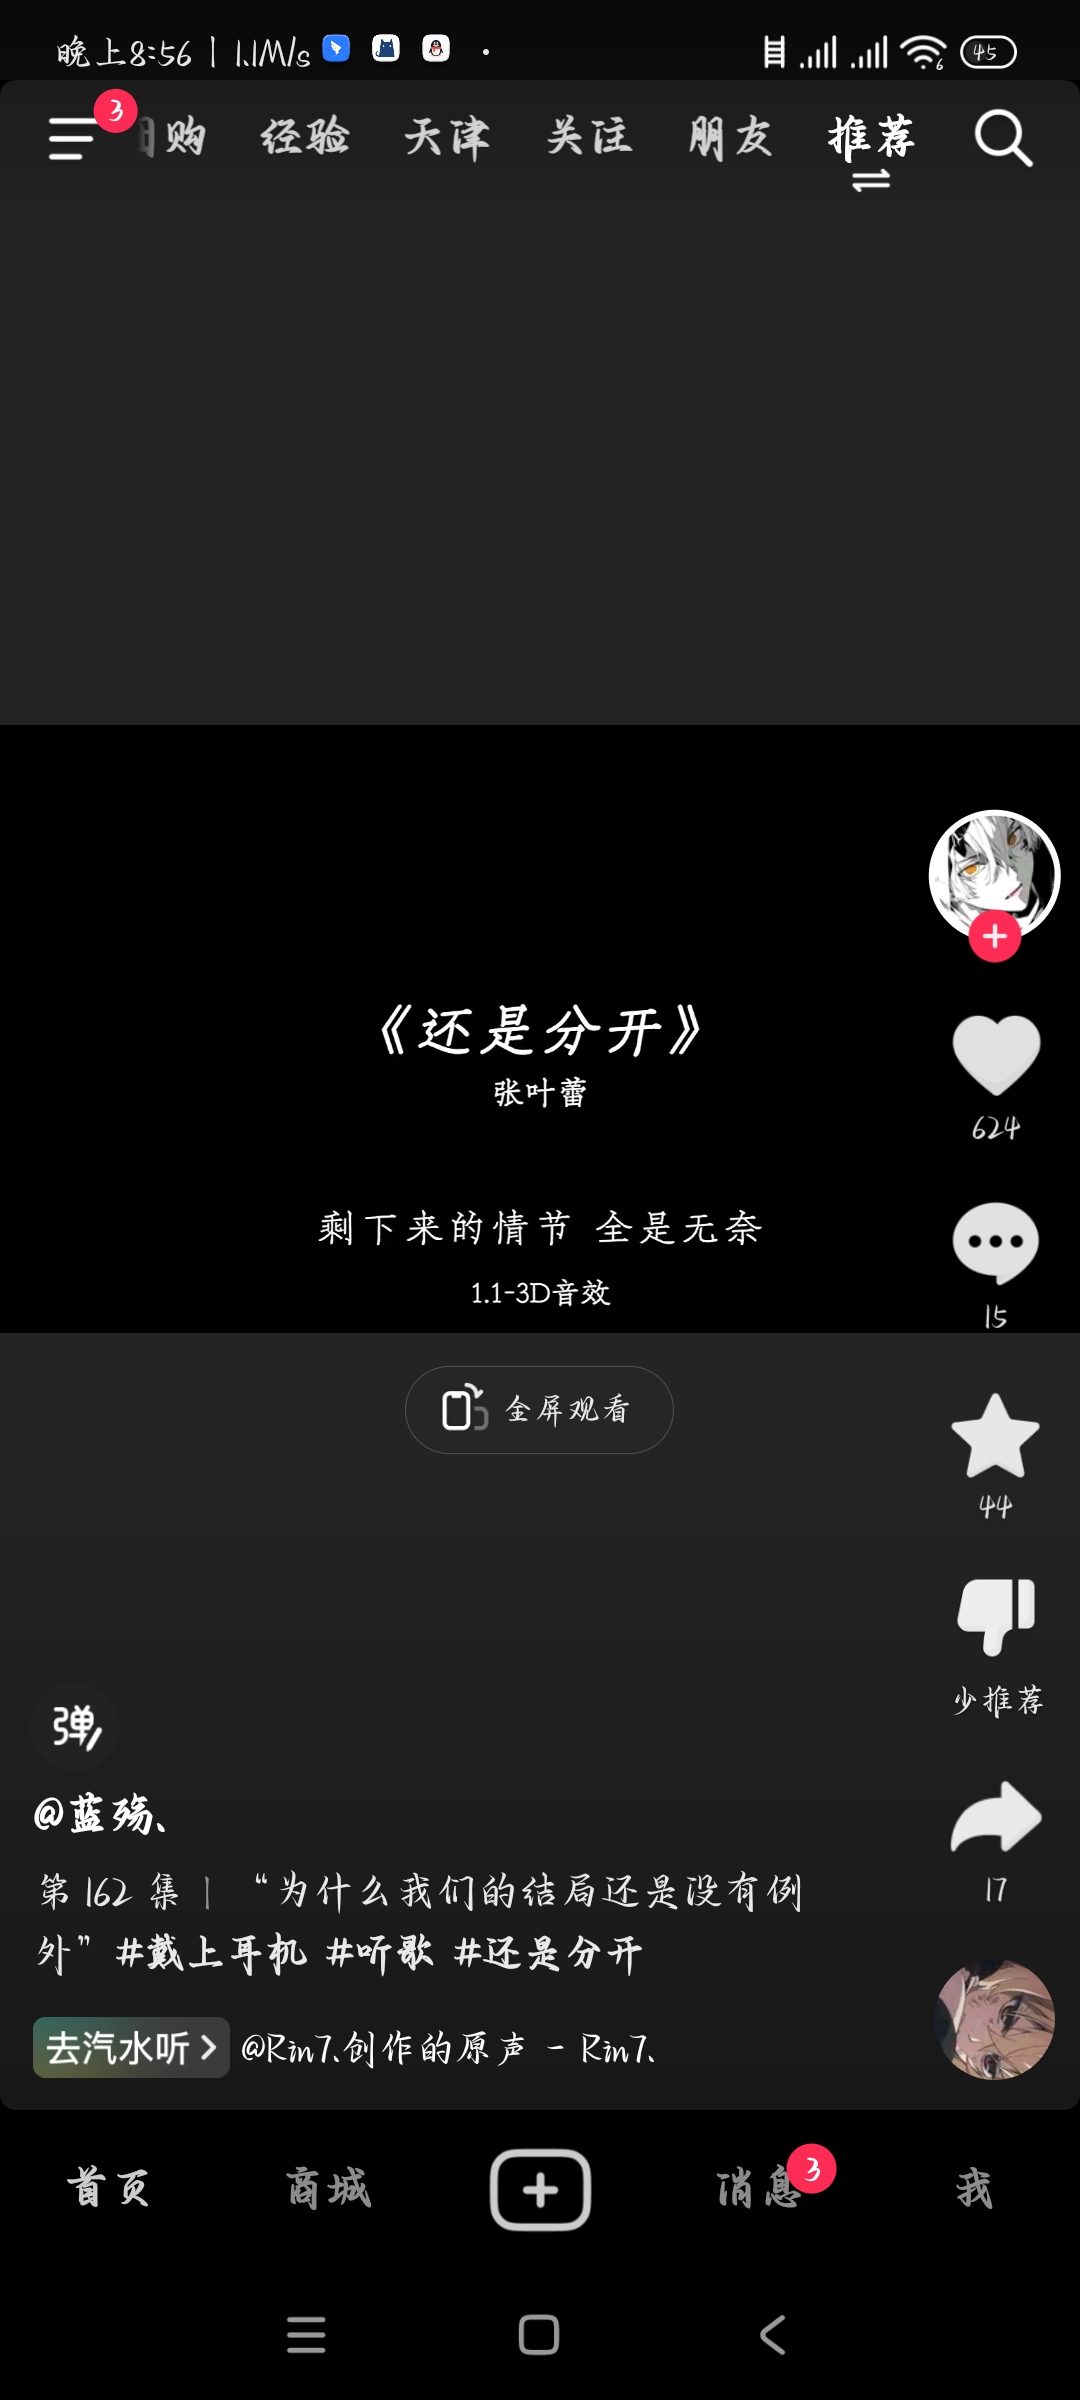 晚上8:56 | 1.1M/s
45
3
购 经验 天津 关注 朋友 推荐
《还是分开》
张叶蕾
624
剩下来的情节 全是无奈
1.1-3D音效
15
全屏观看
44
少推荐
弹
@蓝殇、
第 162 集 | “为什么我们的结局还是没有例
外” #戴上耳机 #听歌 #还是分开
17
去汽水听 > @Rin7、创作的原声 - Rin7、
首页 商城 消息 3 我